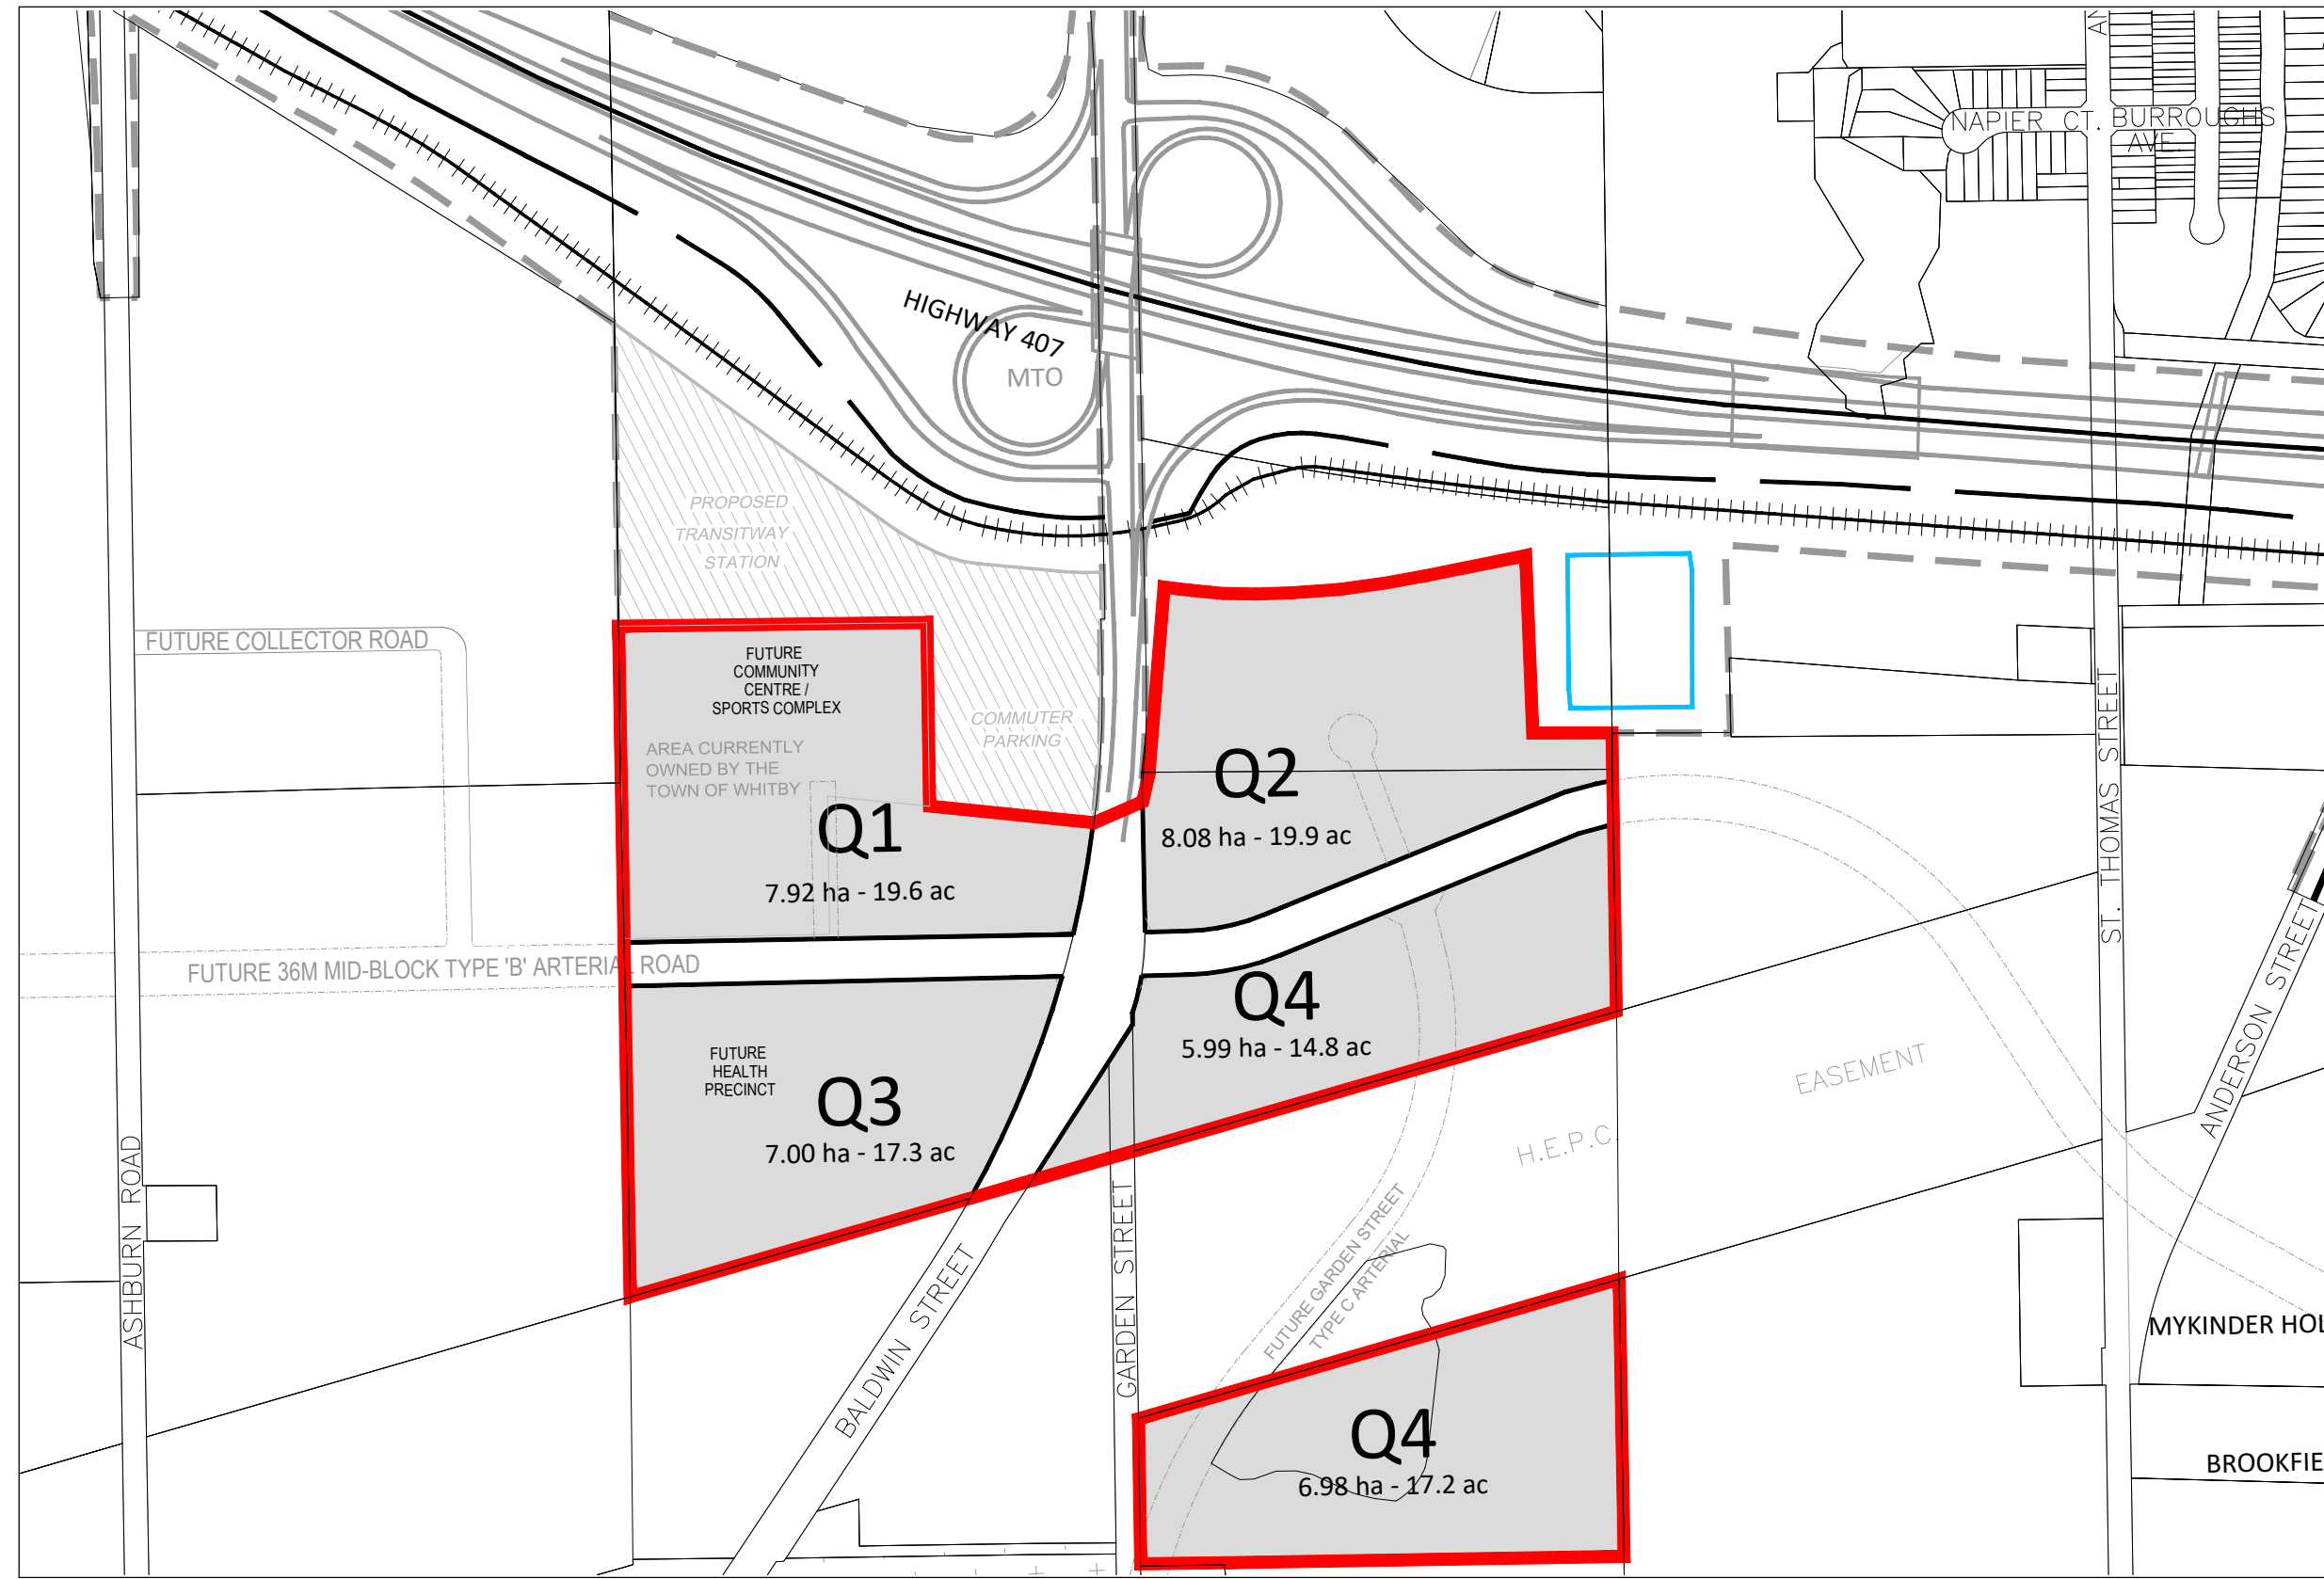 AN
NAPIER CT.
BURROUGHS
AVE.
HIGHWAY 407
MTO
PROPOSED
TRANSITWAY
STATION
FUTURE COLLECTOR ROAD
FUTURE
COMMUNITY
CENTRE /
SPORTS COMPLEX
COMMUTER
PARKING
AREA CURRENTLY
OWNED BY THE
TOWN OF WHITBY
Q1
7.92 ha - 19.6 ac
Q2
8.08 ha - 19.9 ac
ST. THOMAS STREET
FUTURE 36M MID-BLOCK TYPE 'B' ARTERIAL ROAD
Q4
5.99 ha - 14.8 ac
FUTURE
HEALTH
PRECINCT
Q3
7.00 ha - 17.3 ac
EASEMENT
H.E.P.C.
ANDERSON STREET
ASHBURN ROAD
BALDWIN STREET
GARDEN STREET
FUTURE GARDEN STREET
TYPE C ARTERIAL
MYKINDER HOL
Q4
6.98 ha - 17.2 ac
BROOKFIE